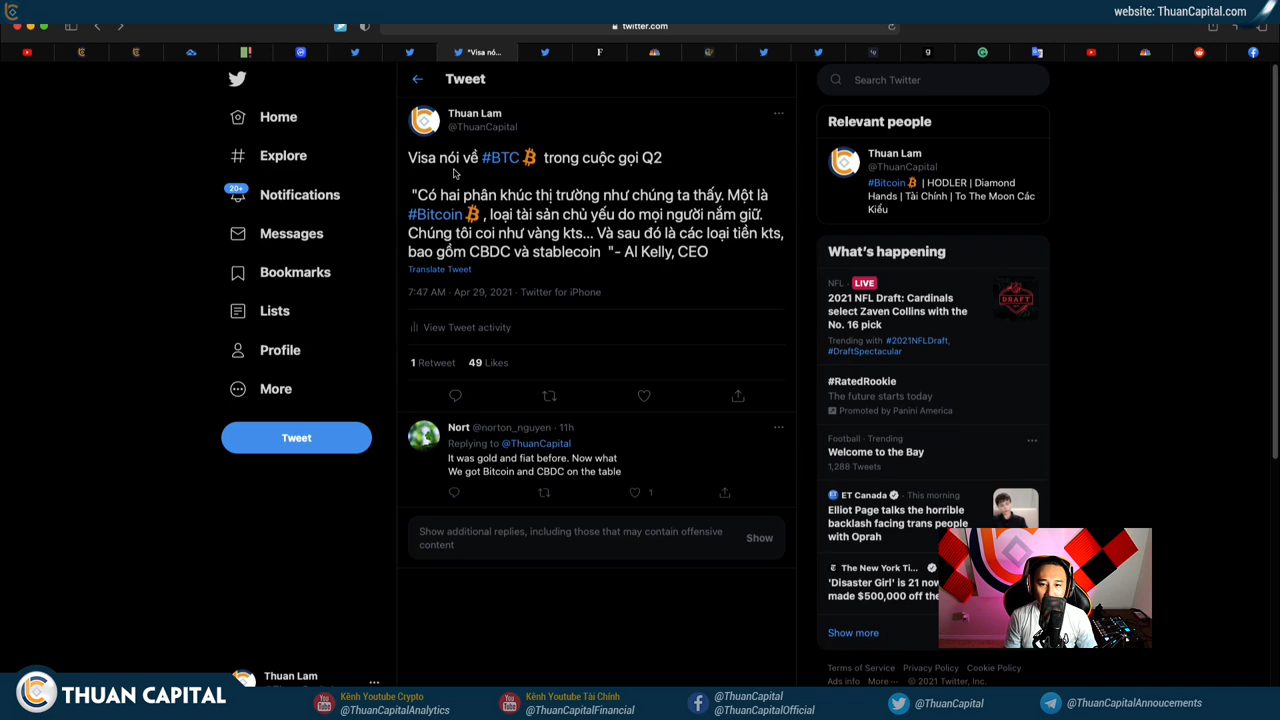 website: ThuanCapital.com
twitter.com
"Visa nó...
Home
Explore
20+
Notifications
Messages
Bookmarks
Lists
Profile
More
Tweet
Thuan Lam
Tweet
Thuan Lam
@ThuanCapital
Visa nói về #BTC trong cuộc gọi Q2
"Có hai phân khúc thị trường như chúng ta thấy. Một là
#Bitcoin , loại tài sản chủ yếu do mọi người nắm giữ.
Chúng tôi coi như vàng kts... Và sau đó là các loại tiền kts,
bao gồm CBDC và stablecoin "- Al Kelly, CEO
Translate Tweet
7:47 AM · Apr 29, 2021 · Twitter for iPhone
View Tweet activity
1 Retweet 49 Likes
Nort @norton_nguyen · 11h
Replying to @ThuanCapital
It was gold and fiat before. Now what
We got Bitcoin and CBDC on the table
1
Show additional replies, including those that may contain offensive
content
Show
Search Twitter
Relevant people
Thuan Lam
@ThuanCapital
#Bitcoin | HODLER | Diamond
Hands | Tài Chính | To The Moon Các
Kiểu
What's happening
NFL · LIVE
2021 NFL Draft: Cardinals
select Zaven Collins with the
No. 16 pick
Trending with #2021NFLDraft,
#DraftSpectacular
DRAFT
#RatedRookie
The future starts today
Promoted by Panini America
Football · Trending
Welcome to the Bay
1,288 Tweets
ET Canada · This morning
Elliot Page talks the horrible
backlash facing trans people
with Oprah
The New York Ti...
'Disaster Girl' is 21 now
made $500,000 off the
Show more
Terms of Service Privacy Policy Cookie Policy
Ads info More ··· © 2021 Twitter, Inc.
THUAN CAPITAL
Kênh Youtube Crypto
@ThuanCapitalAnalytics
Kênh Youtube Tài Chính
@ThuanCapitalFinancial
@ThuanCapital
@ThuanCapitalOfficial
@ThuanCapital
@ThuanCapitalAnnoucements